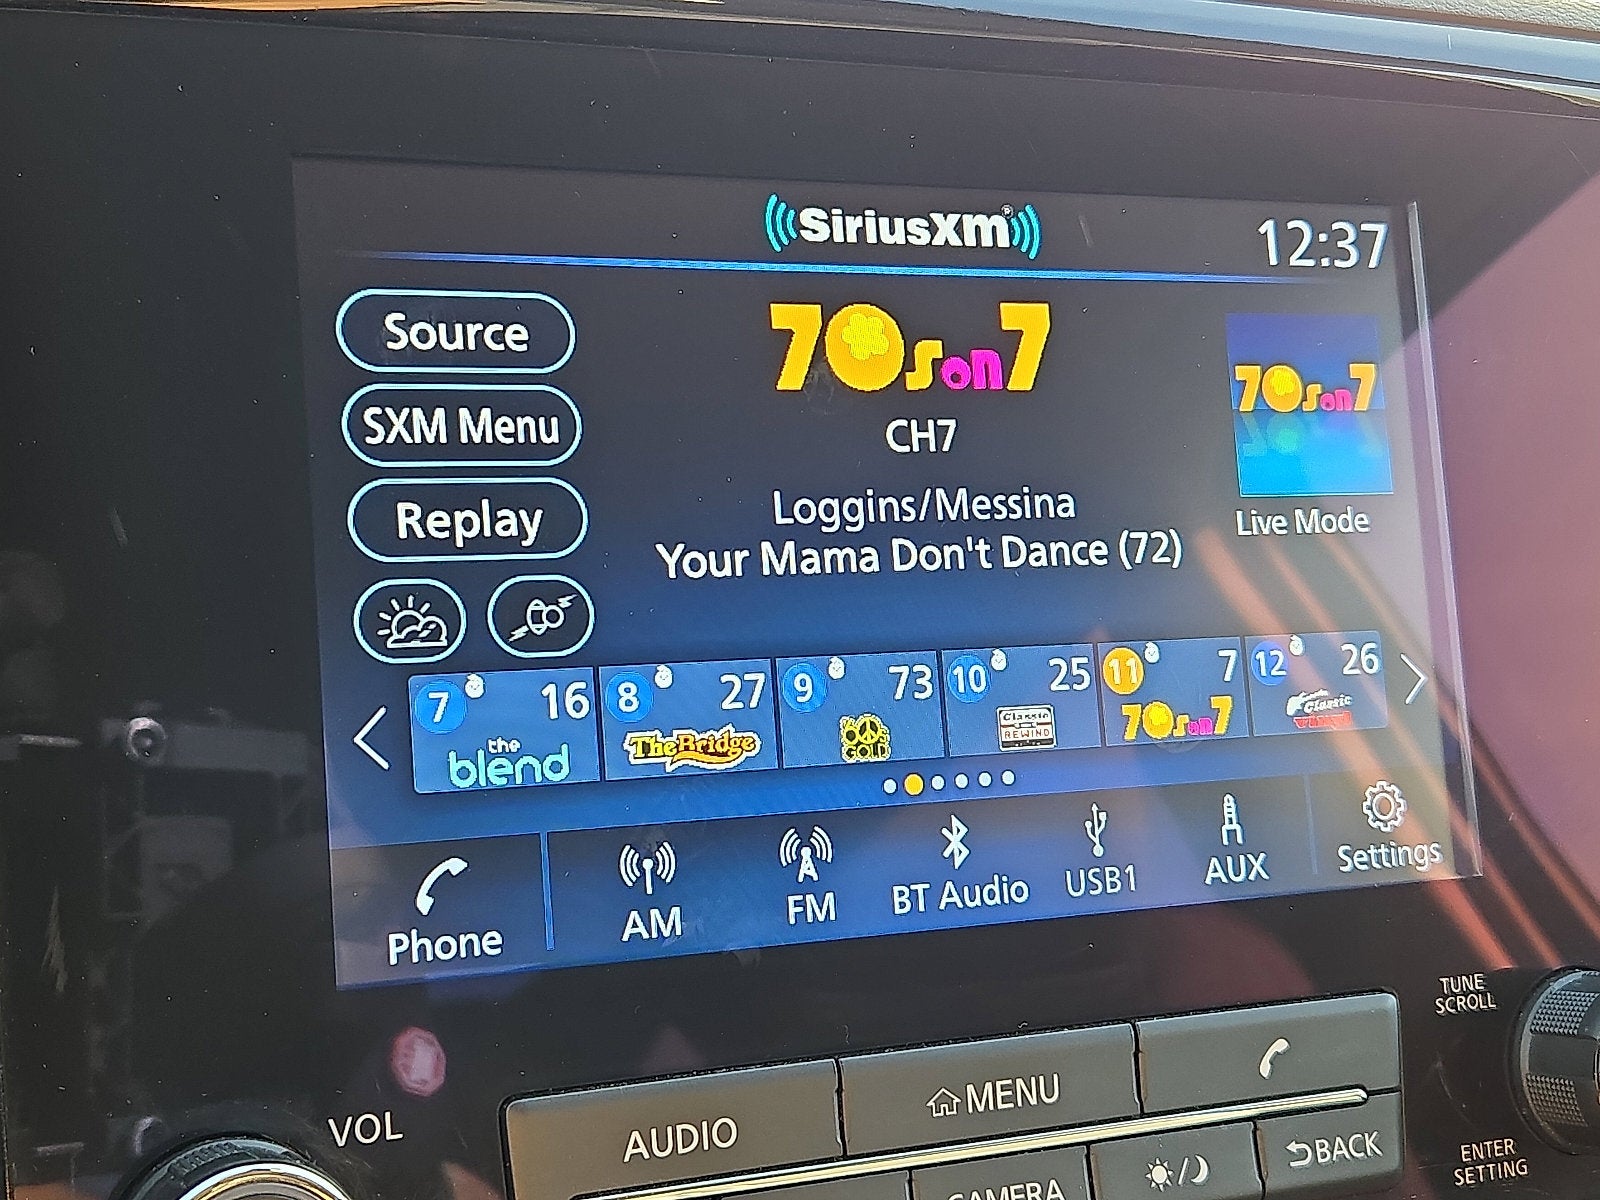 SiriusXM®
12:37
Source
SXM Menu
Replay
70s on 7
CH7
Loggins/Messina
Your Mama Don't Dance (72)
70s on 7
Live Mode
7 16
the
blend
8 27
The Bridge
9 73
60s
GOLD
10 25
Classic
REWIND
11 7
70s on 7
12 26
Classic
vinyl
Phone
AM
FM
BT Audio
USB1
AUX
Settings
TUNE
SCROLL
VOL
AUDIO
MENU
BACK
CAMERA
ENTER
SETTING